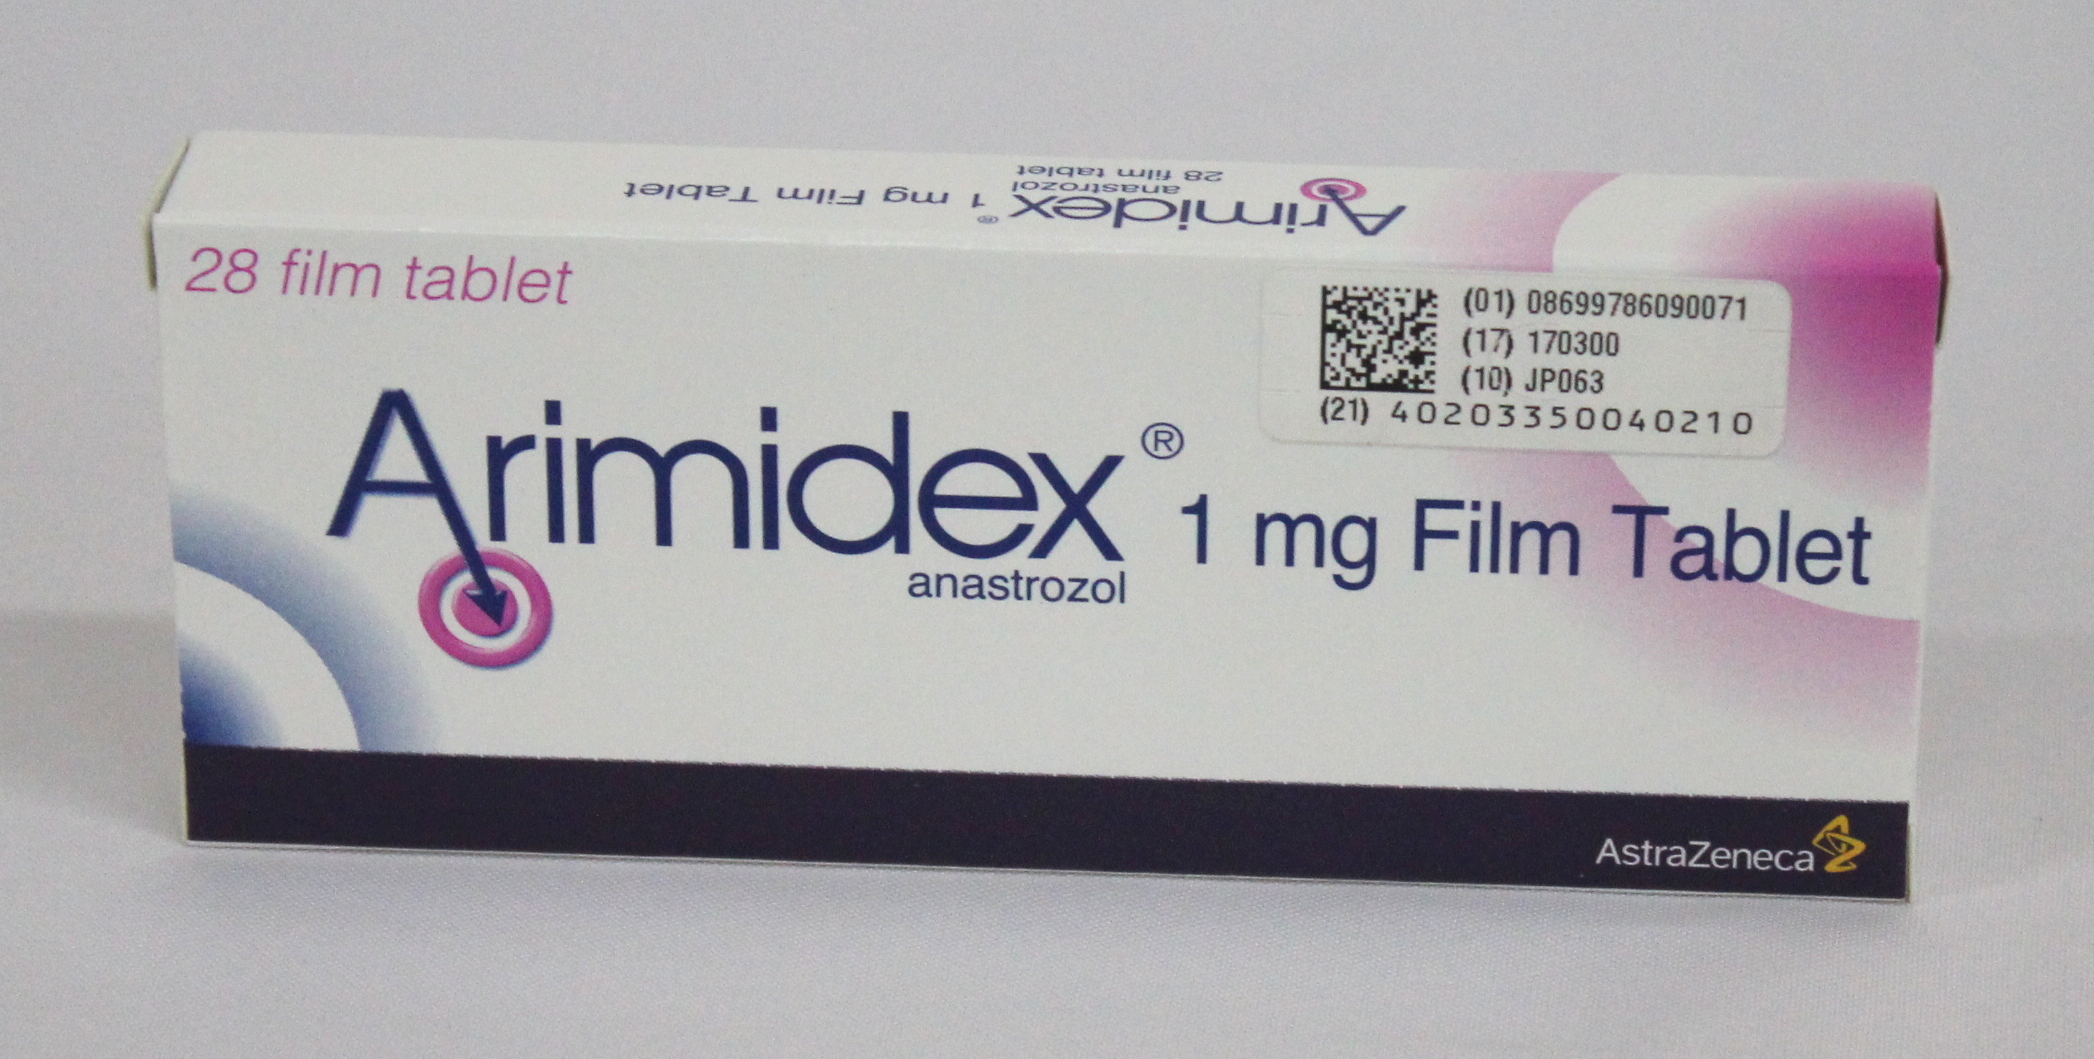 Arimidex® 1 mg Film Tablet
anastrozol
28 film tablet
28 film tablet
(01) 08699786090071
(17) 170300
(10) JP063
(21) 40203350040210
Arimidex® 1 mg Film Tablet
anastrozol
AstraZeneca